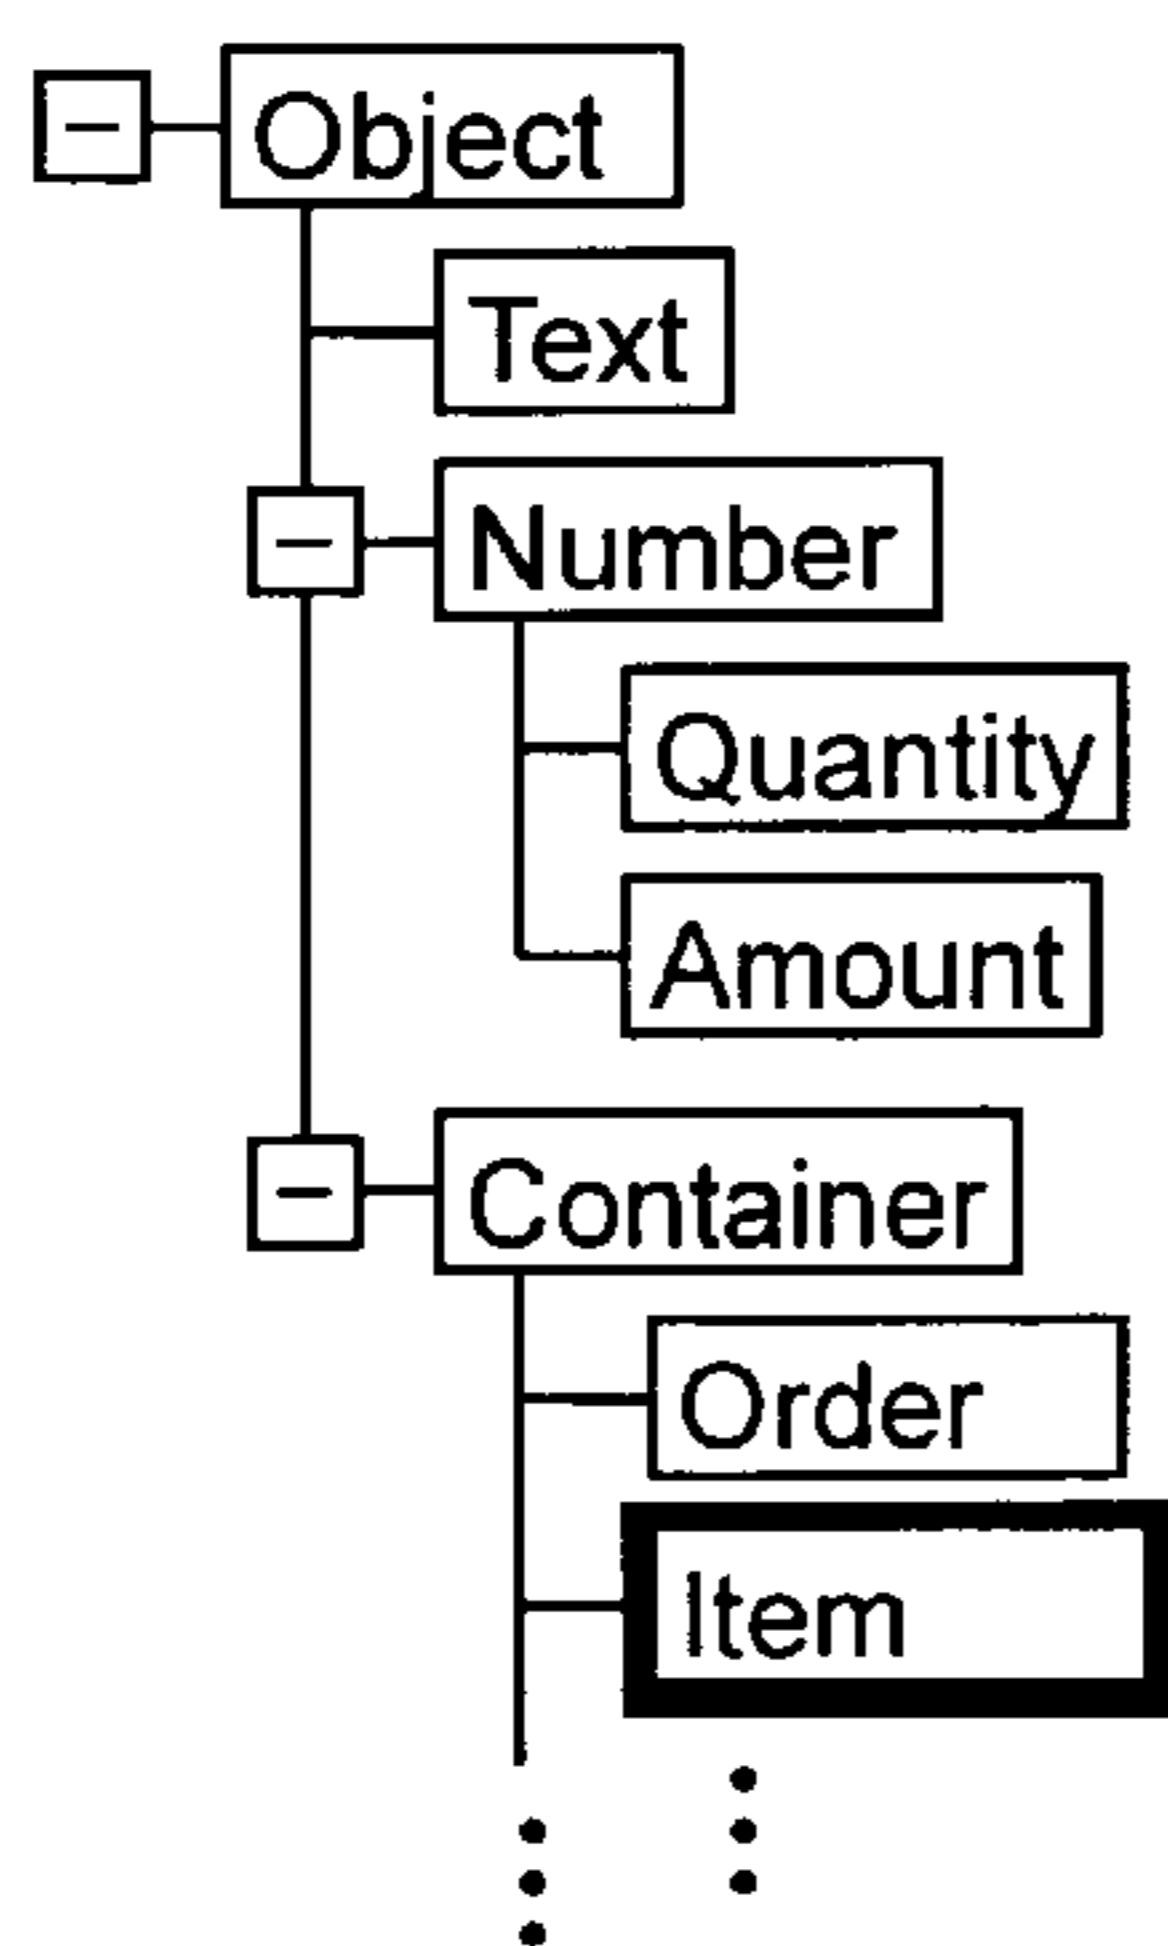 Object
Text
Number
Quantity
Amount
Container
Order
Item